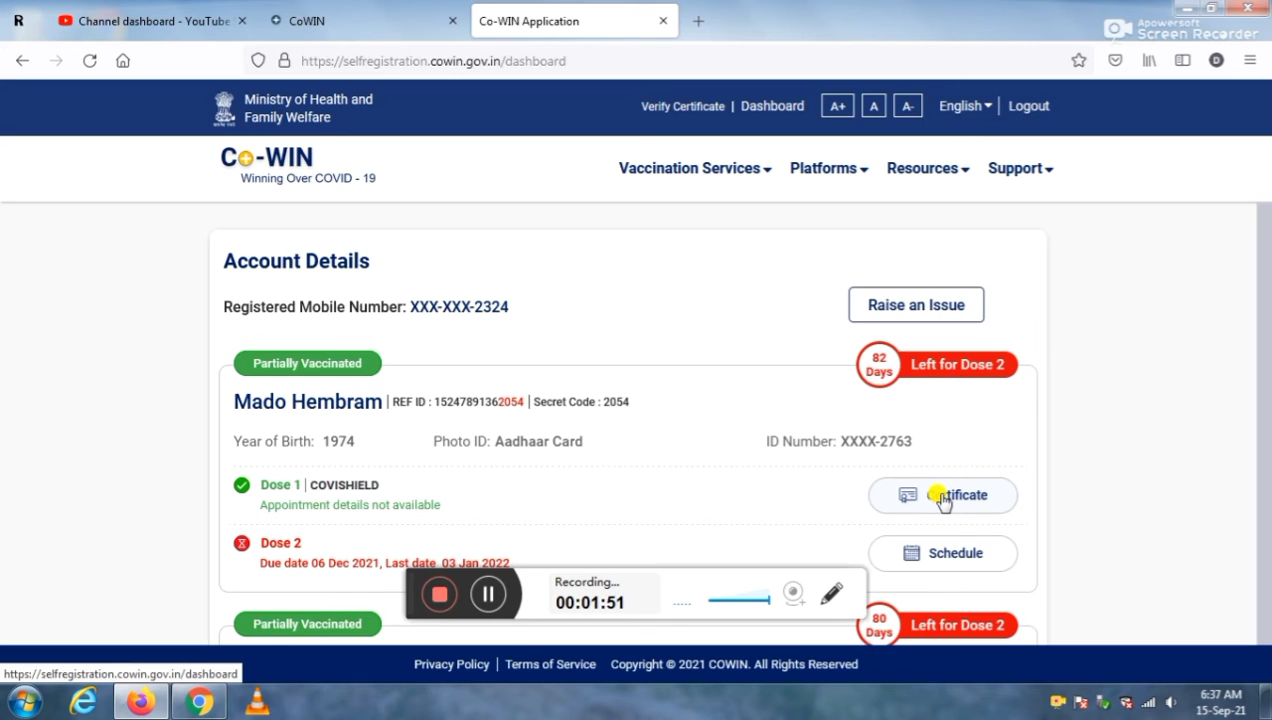 R
Channel dashboard - YouTube
CoWIN
Co-WIN Application
Apowersoft
Screen Recorder
https://selfregistration.cowin.gov.in/dashboard
Ministry of Health and
Family Welfare
Verify Certificate | Dashboard A+ A A- English | Logout
Co-WIN
Winning Over COVID - 19
Vaccination Services Platforms Resources Support
Account Details
Registered Mobile Number: XXX-XXX-2324
Raise an Issue
Partially Vaccinated
82
Days
Left for Dose 2
Mado Hembram | REF ID : 15247891362054 | Secret Code : 2054
Year of Birth: 1974 Photo ID: Aadhaar Card ID Number: XXXX-2763
Dose 1 | COVISHIELD
Appointment details not available
Certificate
Dose 2
Due date 06 Dec 2021, Last date 03 Jan 2022
Schedule
Recording...
00:01:51
Partially Vaccinated
80
Days
Left for Dose 2
Privacy Policy | Terms of Service Copyright © 2021 COWIN. All Rights Reserved
https://selfregistration.cowin.gov.in/dashboard
6:37 AM
15-Sep-21